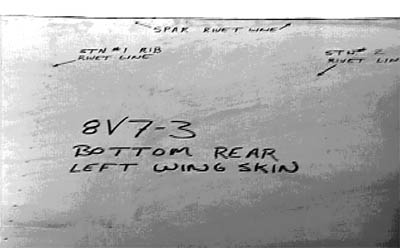 SPAR RIVET LINE
STN #1 RIB
RIVET LINE
STN# 2
RIVET LIN
8V7-3
BOTTOM REAR
LEFT WING SKIN